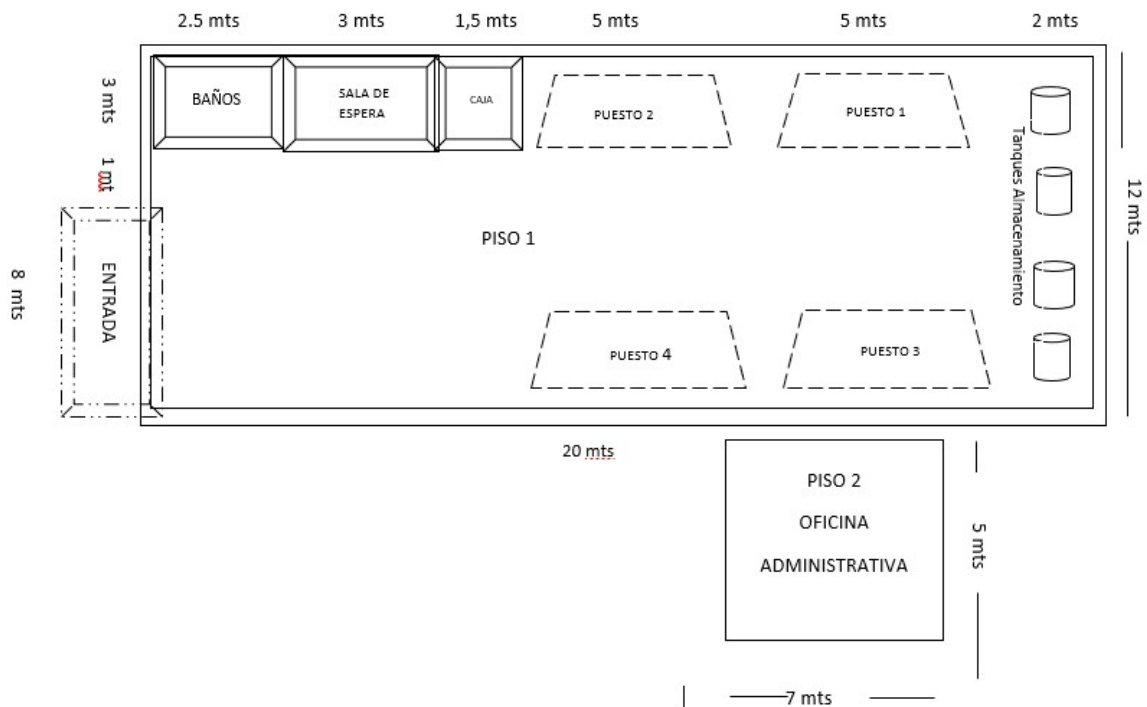 2.5 mts
3 mts
1,5 mts
5 mts
5 mts
2 mts
3 mts
1 mt
8 mts
BAÑOS
SALA DE
ESPERA
CAJA
PUESTO 2
PUESTO 1
Tanques Almacenamiento
12 mts
PISO 1
ENTRADA
PUESTO 4
PUESTO 3
20 mts
PISO 2
OFICINA
ADMINISTRATIVA
5 mts
7 mts